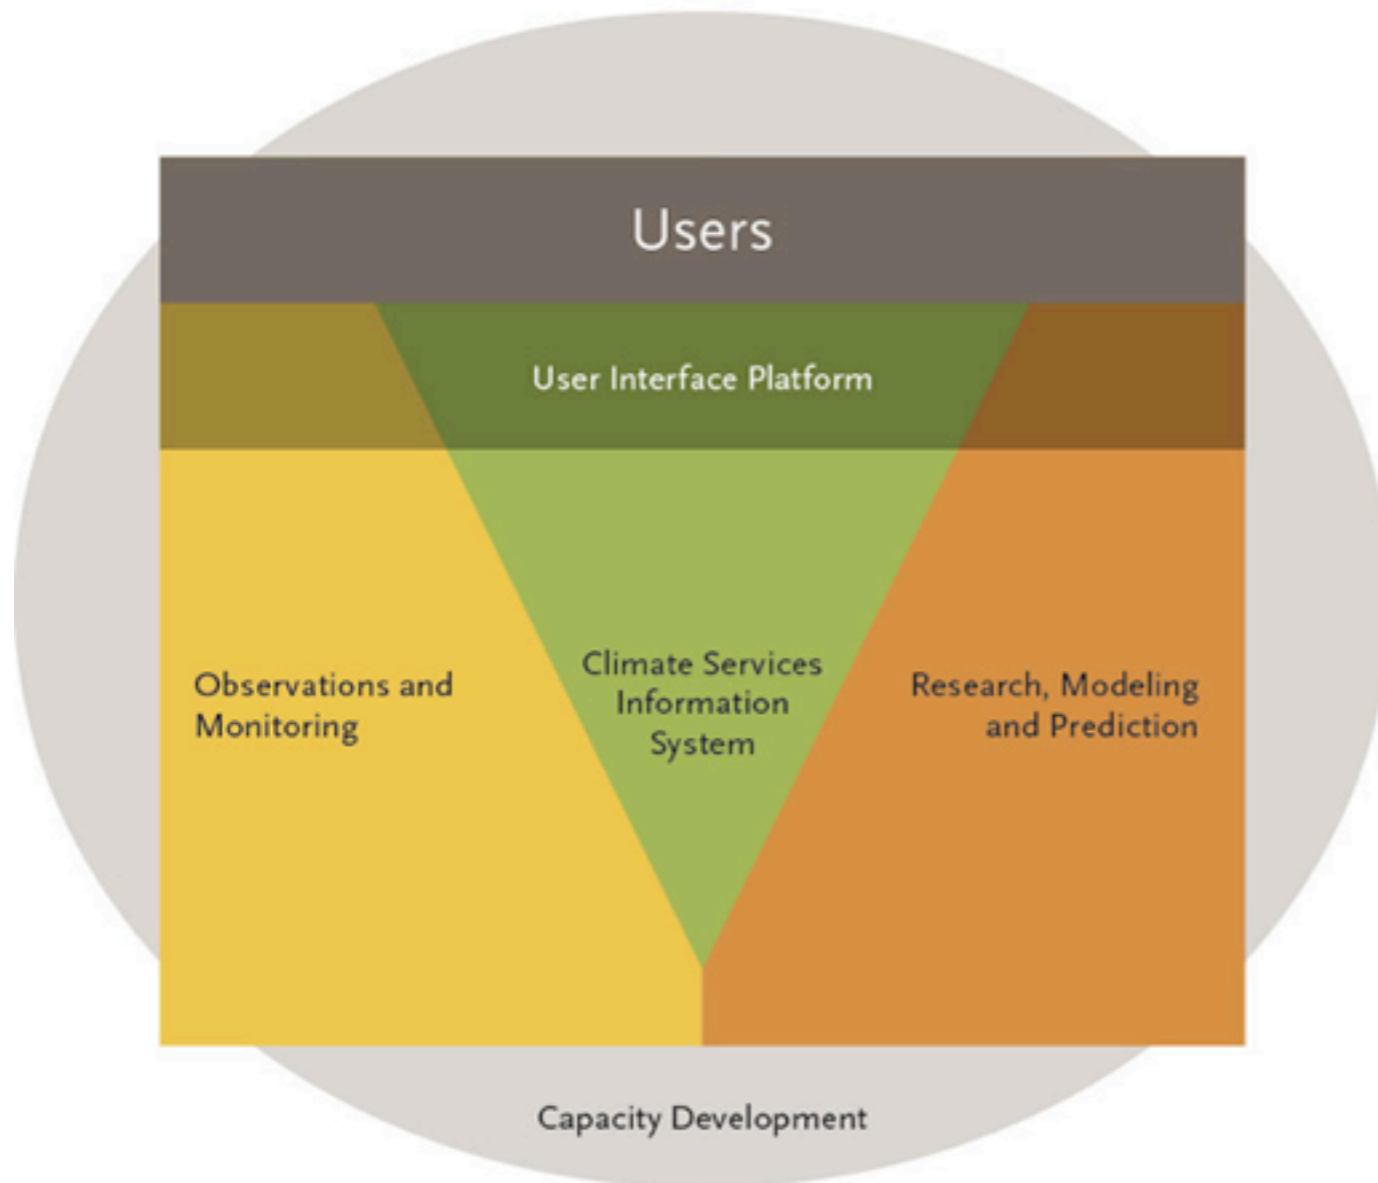 Users
User Interface Platform
Observations and
Monitoring
Climate Services
Information
System
Research, Modeling
and Prediction
Capacity Development